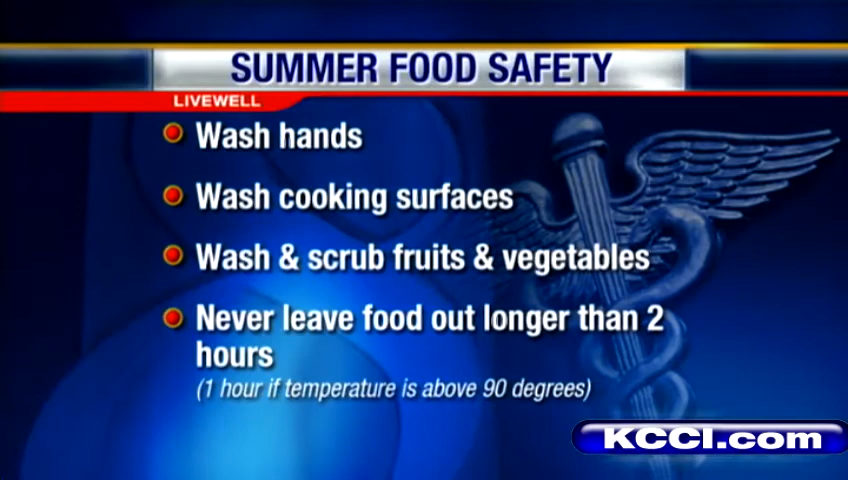 SUMMER FOOD SAFETY
LIVEWELL
Wash hands
Wash cooking surfaces
Wash & scrub fruits & vegetables
Never leave food out longer than 2
hours
(1 hour if temperature is above 90 degrees)
KCCI.com